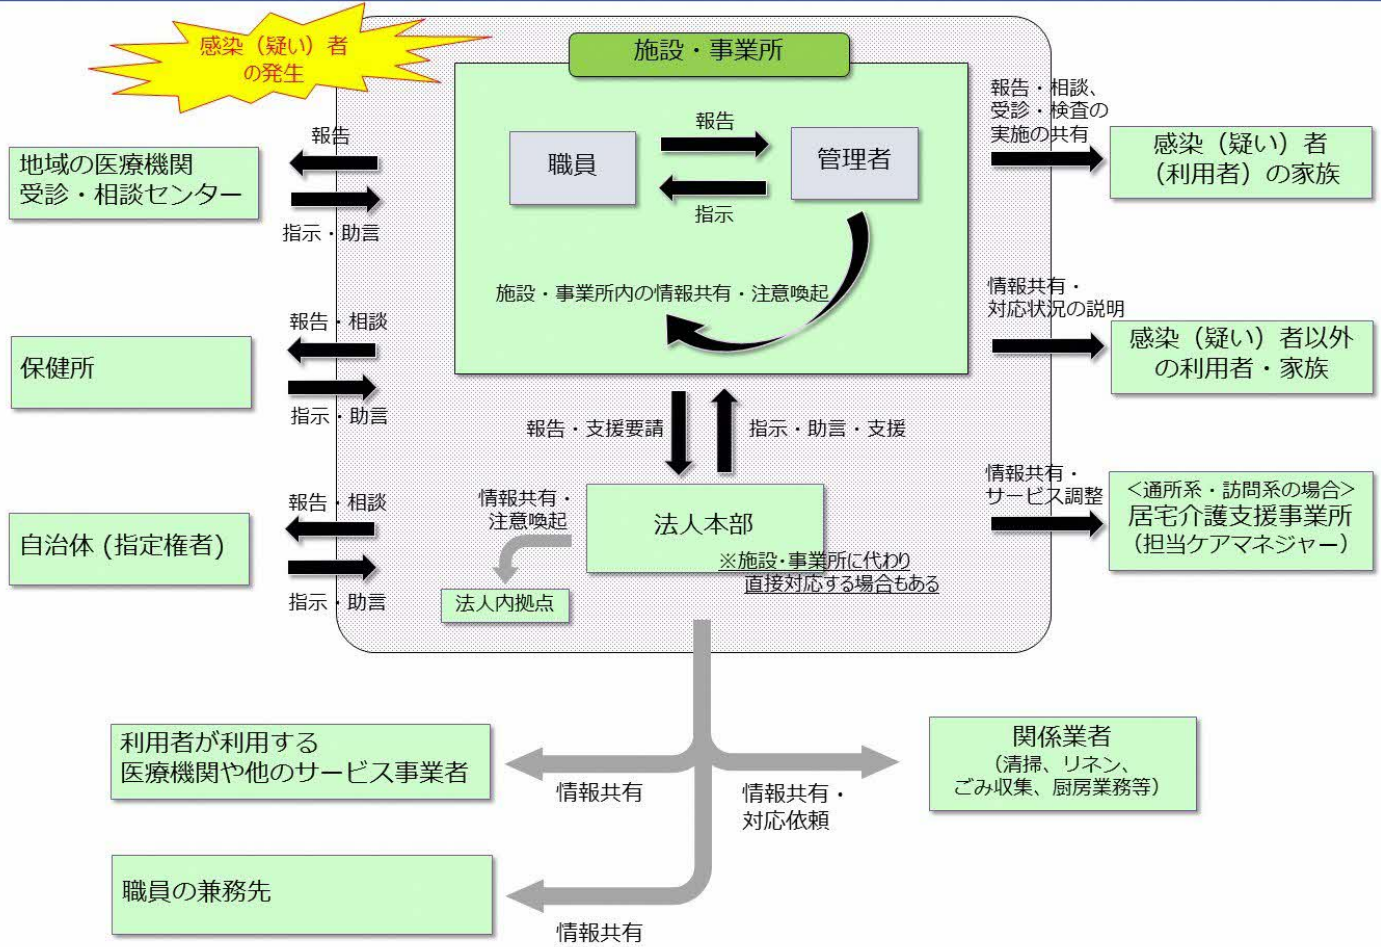 感染（疑い）者
の発生
施設・事業所
職員
報告
管理者
指示
施設・事業所内の情報共有・注意喚起
報告
地域の医療機関
受診・相談センター
指示・助言
報告・相談
保健所
指示・助言
報告・相談
自治体 (指定権者)
指示・助言
報告・相談、
受診・検査の
実施の共有
感染（疑い）者
（利用者）の家族
情報共有・
対応状況の説明
感染（疑い）者以外
の利用者・家族
情報共有・
サービス調整
＜通所系・訪問系の場合＞
居宅介護支援事業所
（担当ケアマネジャー）
報告・支援要請
指示・助言・支援
情報共有・
注意喚起
法人本部
※施設・事業所に代わり
直接対応する場合もある
法人内拠点
利用者が利用する
医療機関や他のサービス事業者
情報共有
情報共有・
対応依頼
関係業者
（清掃、リネン、
ごみ収集、厨房業務等）
職員の兼務先
情報共有